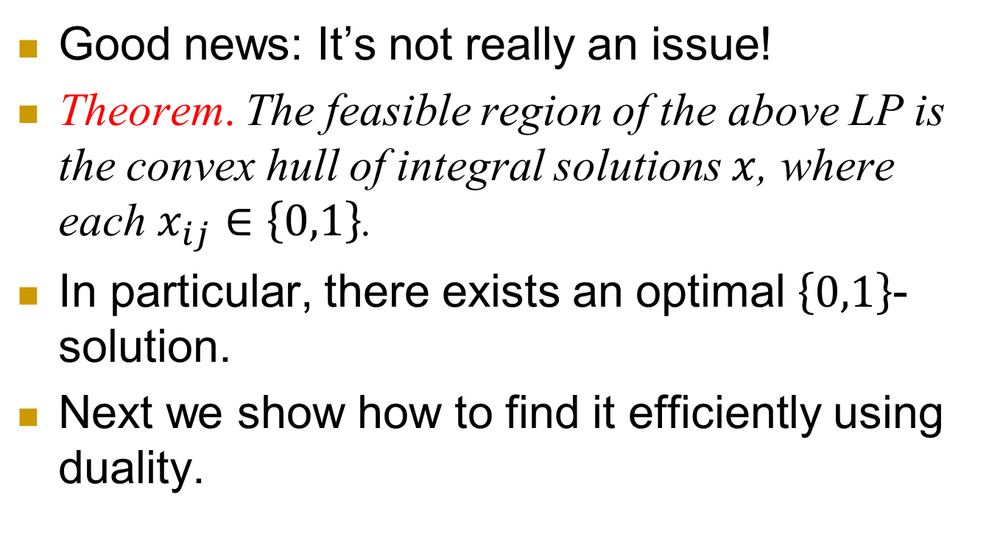 Good news: It’s not really an issue!
Theorem. The feasible region of the above LP is
the convex hull of integral solutions x, where
each x_{ij} ∈ {0,1}.
In particular, there exists an optimal {0,1}-
solution.
Next we show how to find it efficiently using
duality.